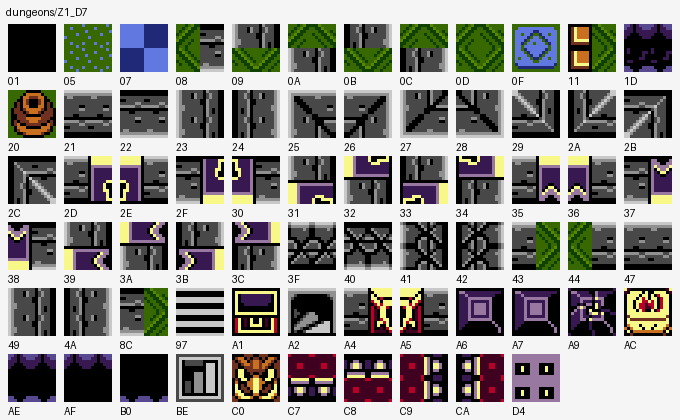 dungeons/Z1_D7
01 05 07 08 09 0A 0B 0C 0D 0F 11 1D
20 21 22 23 24 25 26 27 28 29 2A 2B
2C 2D 2E 2F 30 31 32 33 34 35 36 37
38 39 3A 3B 3C 3F 40 41 42 43 44 47
49 4A 8C 97 A1 A2 A4 A5 A6 A7 A9 AC
AE AF B0 BE C0 C7 C8 C9 CA D4